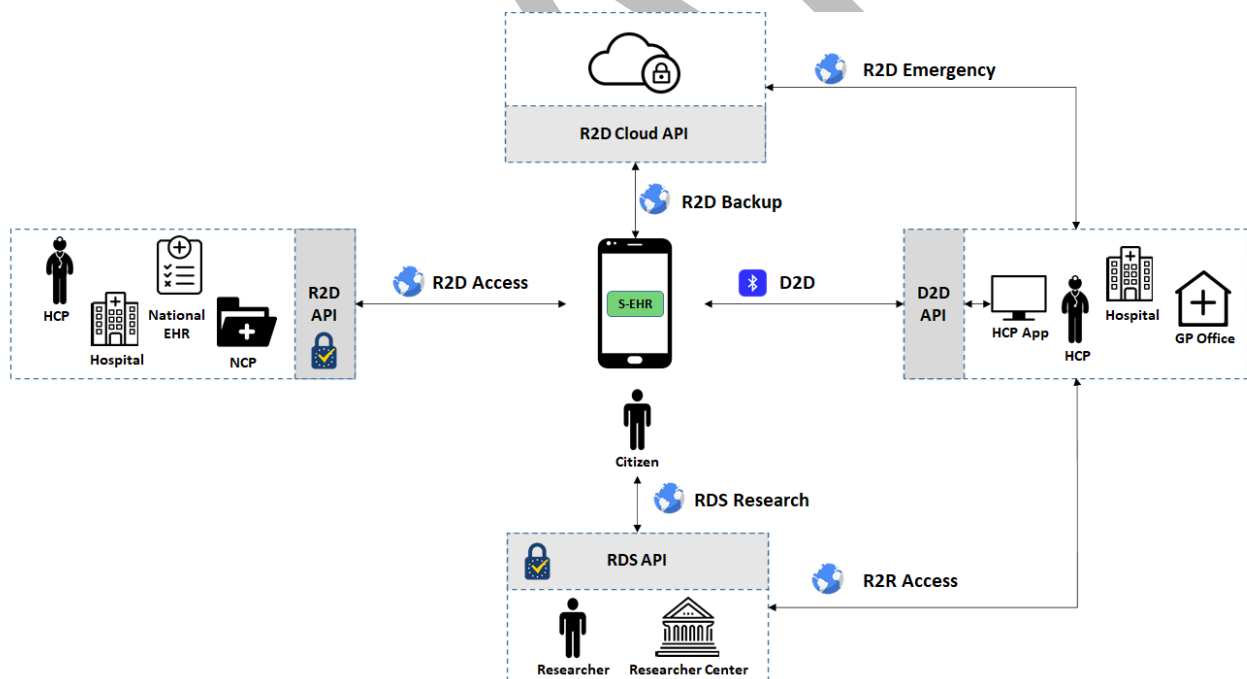 R2D Emergency
R2D Cloud API
R2D Backup
HCP
Hospital
National
EHR
NCP
R2D
API
R2D Access
S-EHR
D2D
D2D
API
HCP App
HCP
Hospital
GP Office
Citizen
RDS Research
RDS API
R2R Access
Researcher
Researcher Center